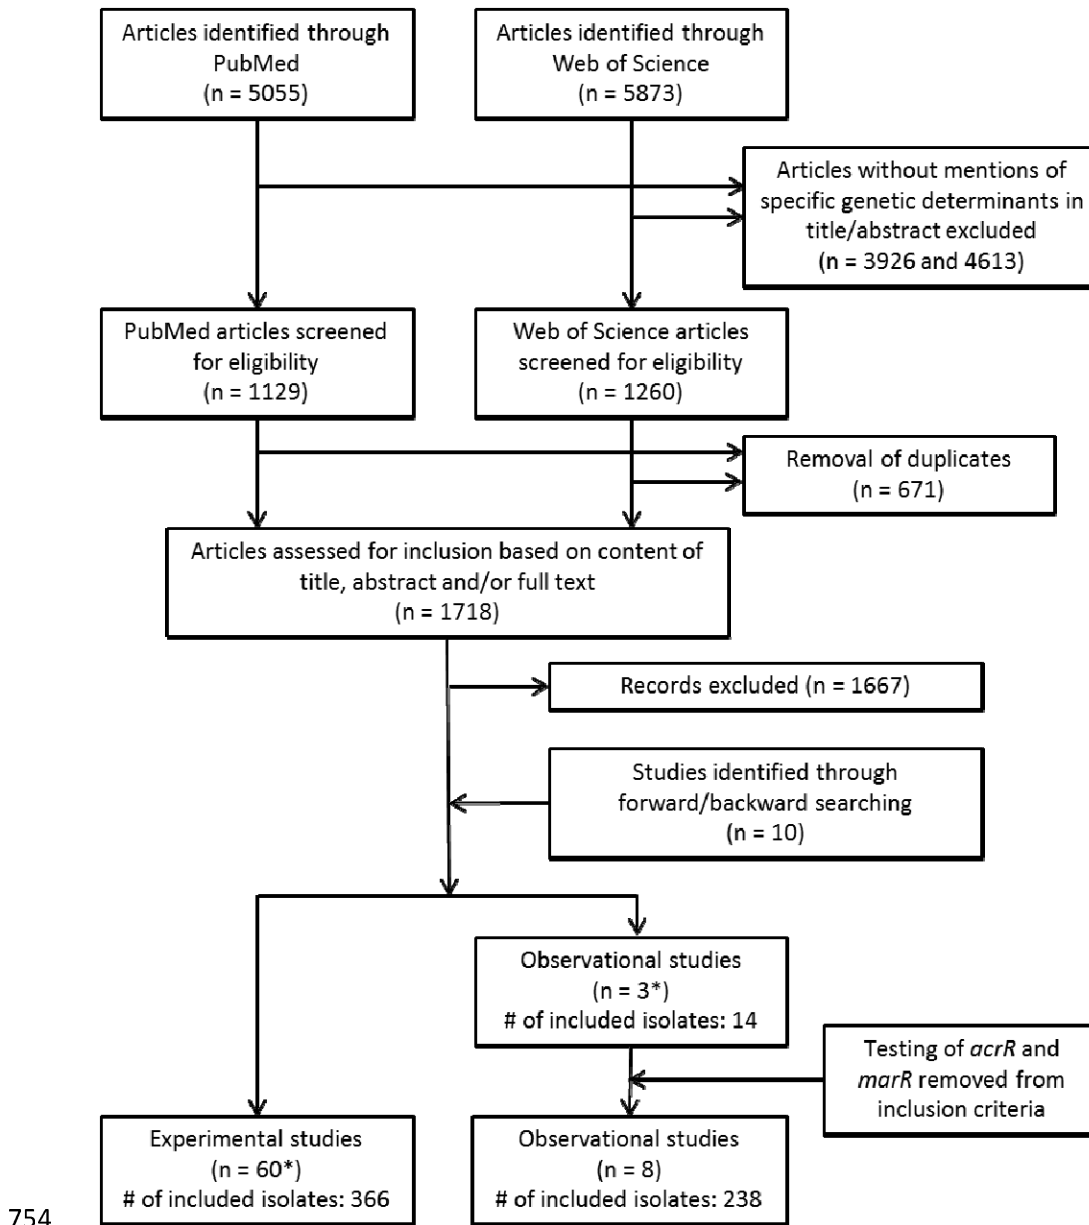 Articles identified through
PubMed
(n = 5055)
Articles identified through
Web of Science
(n = 5873)
Articles without mentions of
specific genetic determinants in
title/abstract excluded
(n = 3926 and 4613)
PubMed articles screened
for eligibility
(n = 1129)
Web of Science articles
screened for eligibility
(n = 1260)
Removal of duplicates
(n = 671)
Articles assessed for inclusion based on content of
title, abstract and/or full text
(n = 1718)
Records excluded (n = 1667)
Studies identified through
forward/backward searching
(n = 10)
Observational studies
(n = 3*)
# of included isolates: 14
Testing of acrR and
marR removed from
inclusion criteria
Experimental studies
(n = 60*)
# of included isolates: 366
Observational studies
(n = 8)
# of included isolates: 238
754